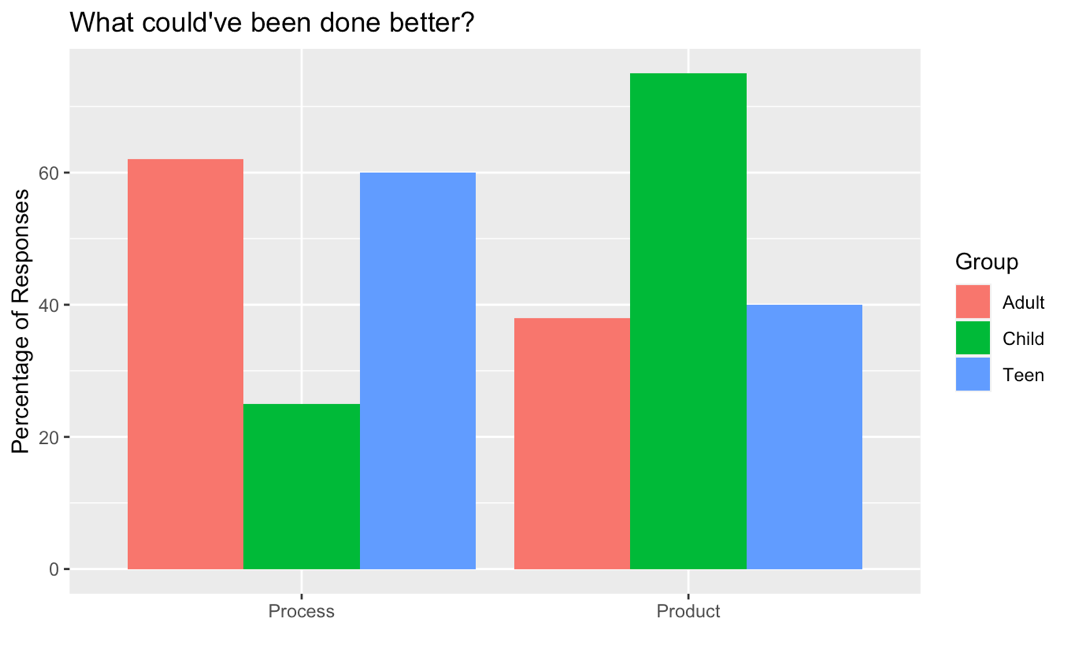 What could've been done better?
Percentage of Responses
60
40
20
0
Process
Product
Group
Adult
Child
Teen